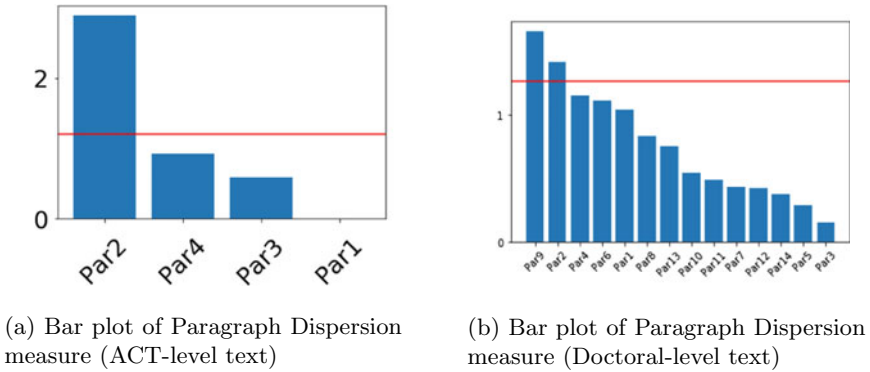 2
0
Par2 Par4 Par3 Par1
(a) Bar plot of Paragraph Dispersion
measure (ACT-level text)
1
0
Par9 Par2 Par4 Par6 Par1 Par8 Par13 Par10 Par11 Par7 Par12 Par14 Par5 Par3
(b) Bar plot of Paragraph Dispersion
measure (Doctoral-level text)